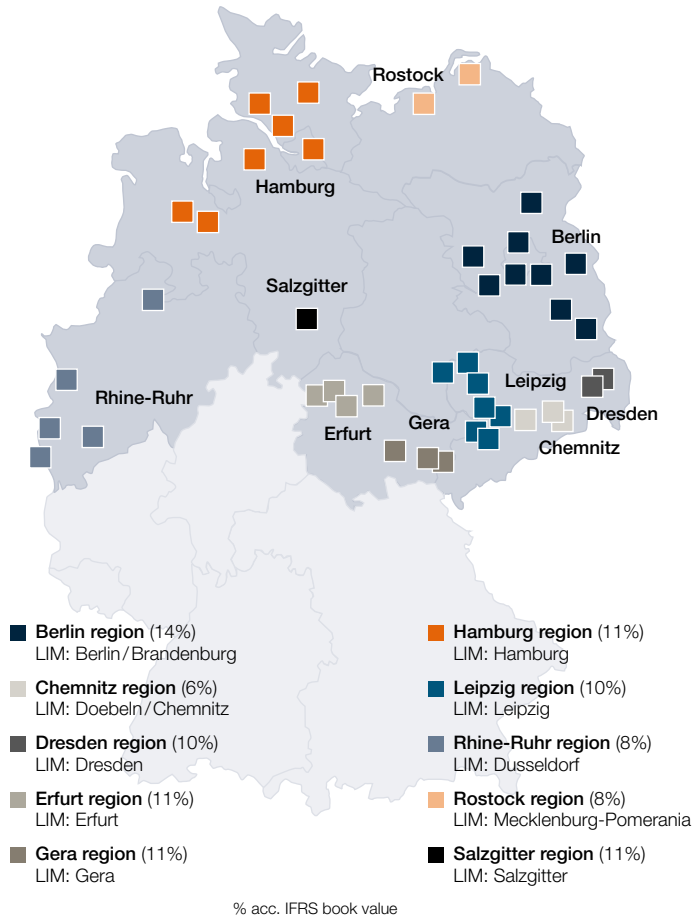 Rostock
Hamburg
Berlin
Salzgitter
Rhine-Ruhr
Leipzig
Dresden
Gera
Erfurt
Chemnitz
Berlin region (14%)
LIM: Berlin/Brandenburg
Chemnitz region (6%)
LIM: Doebeln/Chemnitz
Dresden region (10%)
LIM: Dresden
Erfurt region (11%)
LIM: Erfurt
Gera region (11%)
LIM: Gera
Hamburg region (11%)
LIM: Hamburg
Leipzig region (10%)
LIM: Leipzig
Rhine-Ruhr region (8%)
LIM: Dusseldorf
Rostock region (8%)
LIM: Mecklenburg-Pomerania
Salzgitter region (11%)
LIM: Salzgitter
% acc. IFRS book value